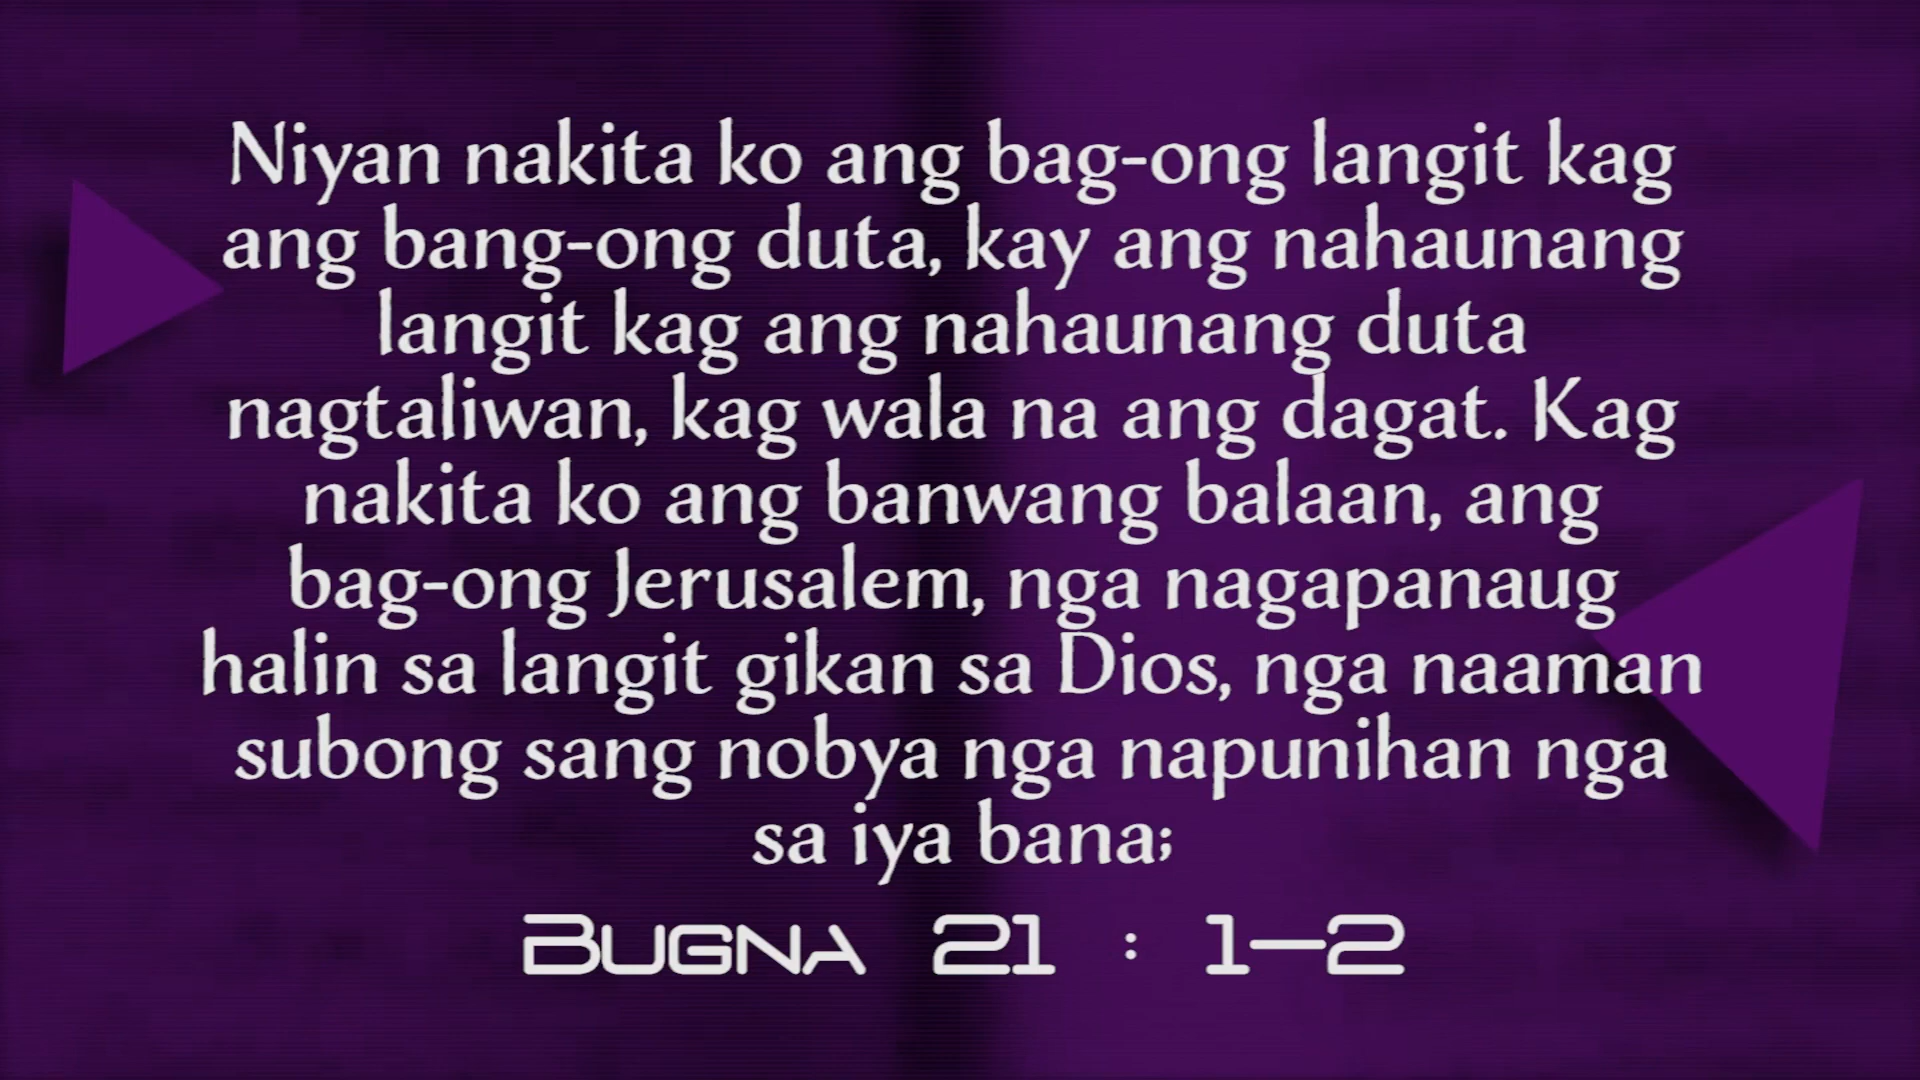 Niyan nakita ko ang bag-ong langit kag
ang bang-ong duta, kay ang nahaunang
langit kag ang nahaunang duta
nagtaliwan, kag wala na ang dagat. Kag
nakita ko ang banwang balaan, ang
bag-ong Jerusalem, nga nagapanaug
halin sa langit gikan sa Dios, nga naaman
subong sang nobya nga napunihan nga
sa iya bana;
Bugna 21 : 1-2